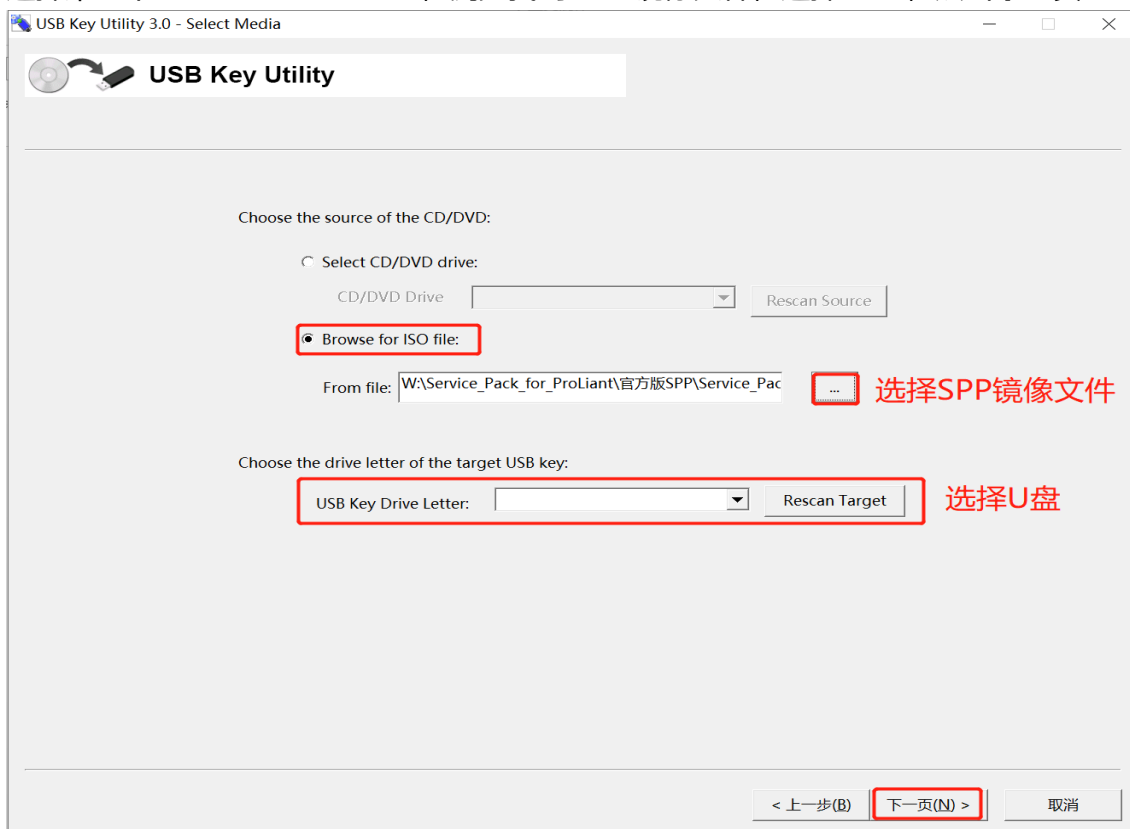 USB Key Utility 3.0 - Select Media
USB Key Utility
Choose the source of the CD/DVD:
Select CD/DVD drive:
CD/DVD Drive
Rescan Source
Browse for ISO file:
From file: W:\Service_Pack_for_ProLiant\官方版SPP\Service_Pac ... 选择SPP镜像文件
Choose the drive letter of the target USB key:
USB Key Drive Letter: Rescan Target 选择U盘
< 上一步(B) 下一页(N) > 取消